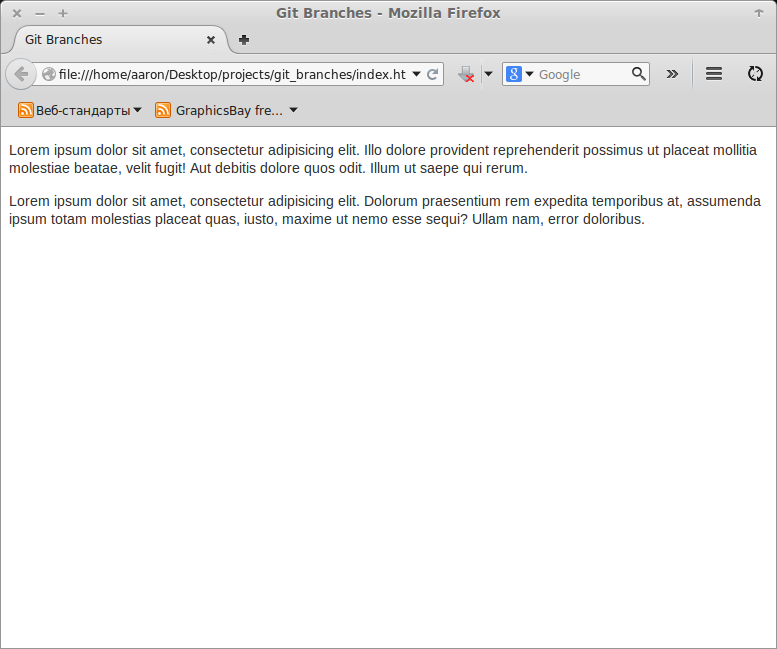 Git Branches - Mozilla Firefox
Git Branches
file:///home/aaron/Desktop/projects/git_branches/index.ht
8 Google
Веб-стандарты
GraphicsBay fre...
Lorem ipsum dolor sit amet, consectetur adipisicing elit. Illo dolore provident reprehenderit possimus ut placeat mollitia
molestiae beatae, velit fugit! Aut debitis dolore quos odit. Illum ut saepe qui rerum.
Lorem ipsum dolor sit amet, consectetur adipisicing elit. Dolorum praesentium rem expedita temporibus at, assumenda
ipsum totam molestias placeat quas, iusto, maxime ut nemo esse sequi? Ullam nam, error doloribus.